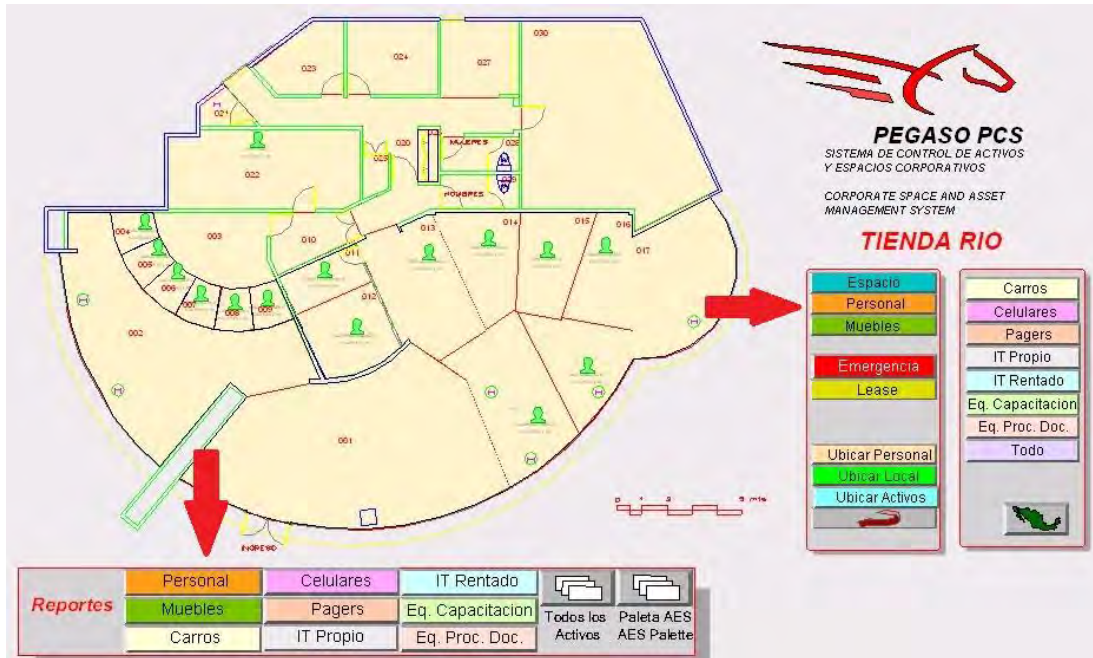 030
023
024
027
021
022
020
025
028
MUJERES
HOMBRES
004
003
010
011
013
014
015
016
017
005
006
007
008
009
012
002
001
INGRESO
PEGASO PCS
SISTEMA DE CONTROL DE ACTIVOS
Y ESPACIOS CORPORATIVOS
CORPORATE SPACE AND ASSET
MANAGEMENT SYSTEM
TIENDA RIO
Espacio
Personal
Muebles
Emergencia
Lease
Ubicar Personal
Ubicar Local
Ubicar Activos
Carros
Celulares
Pagers
IT Propio
IT Rentado
Eq. Capacitacion
Eq. Proc. Doc.
Todo
Reportes
Personal
Celulares
IT Rentado
Muebles
Pagers
Eq. Capacitacion
Carros
IT Propio
Eq. Proc. Doc.
Todos los
Activos
Paleta AES
AES Palette